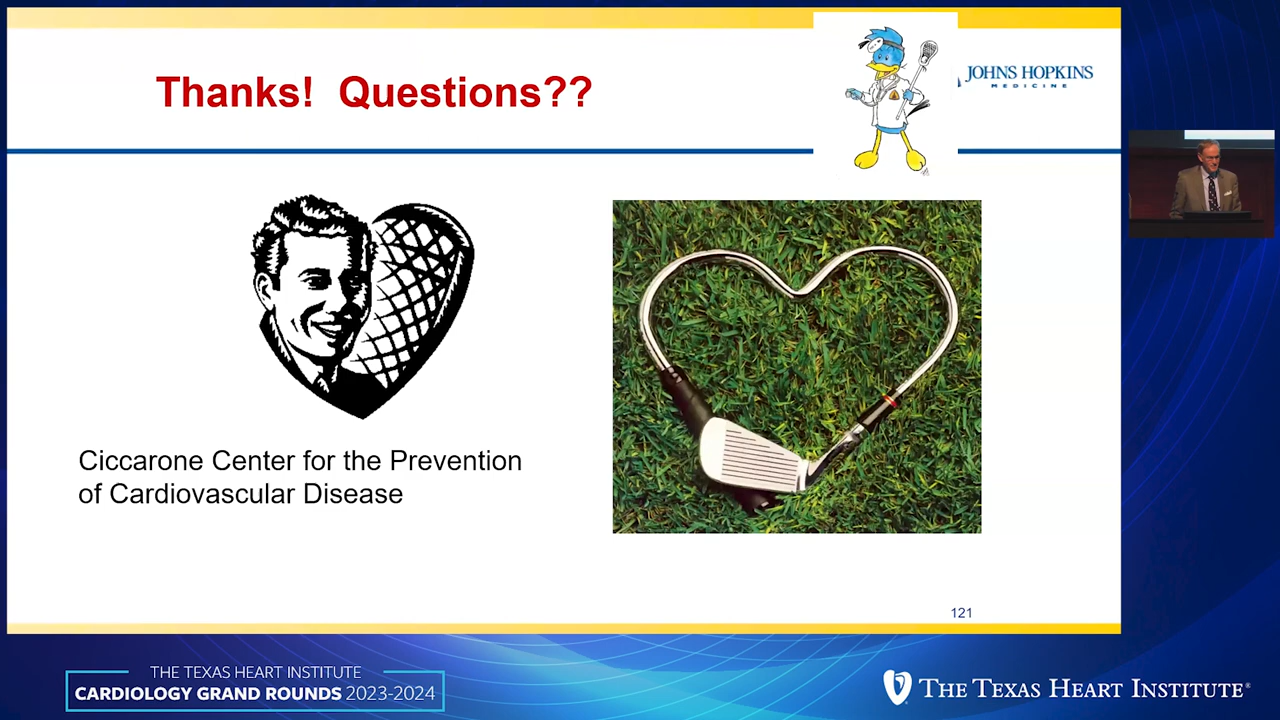 Thanks!  Questions??
JOHNS HOPKINS
MEDICINE
Ciccarone Center for the Prevention
of Cardiovascular Disease
121
THE TEXAS HEART INSTITUTE
CARDIOLOGY GRAND ROUNDS 2023-2024
THE TEXAS HEART INSTITUTE®